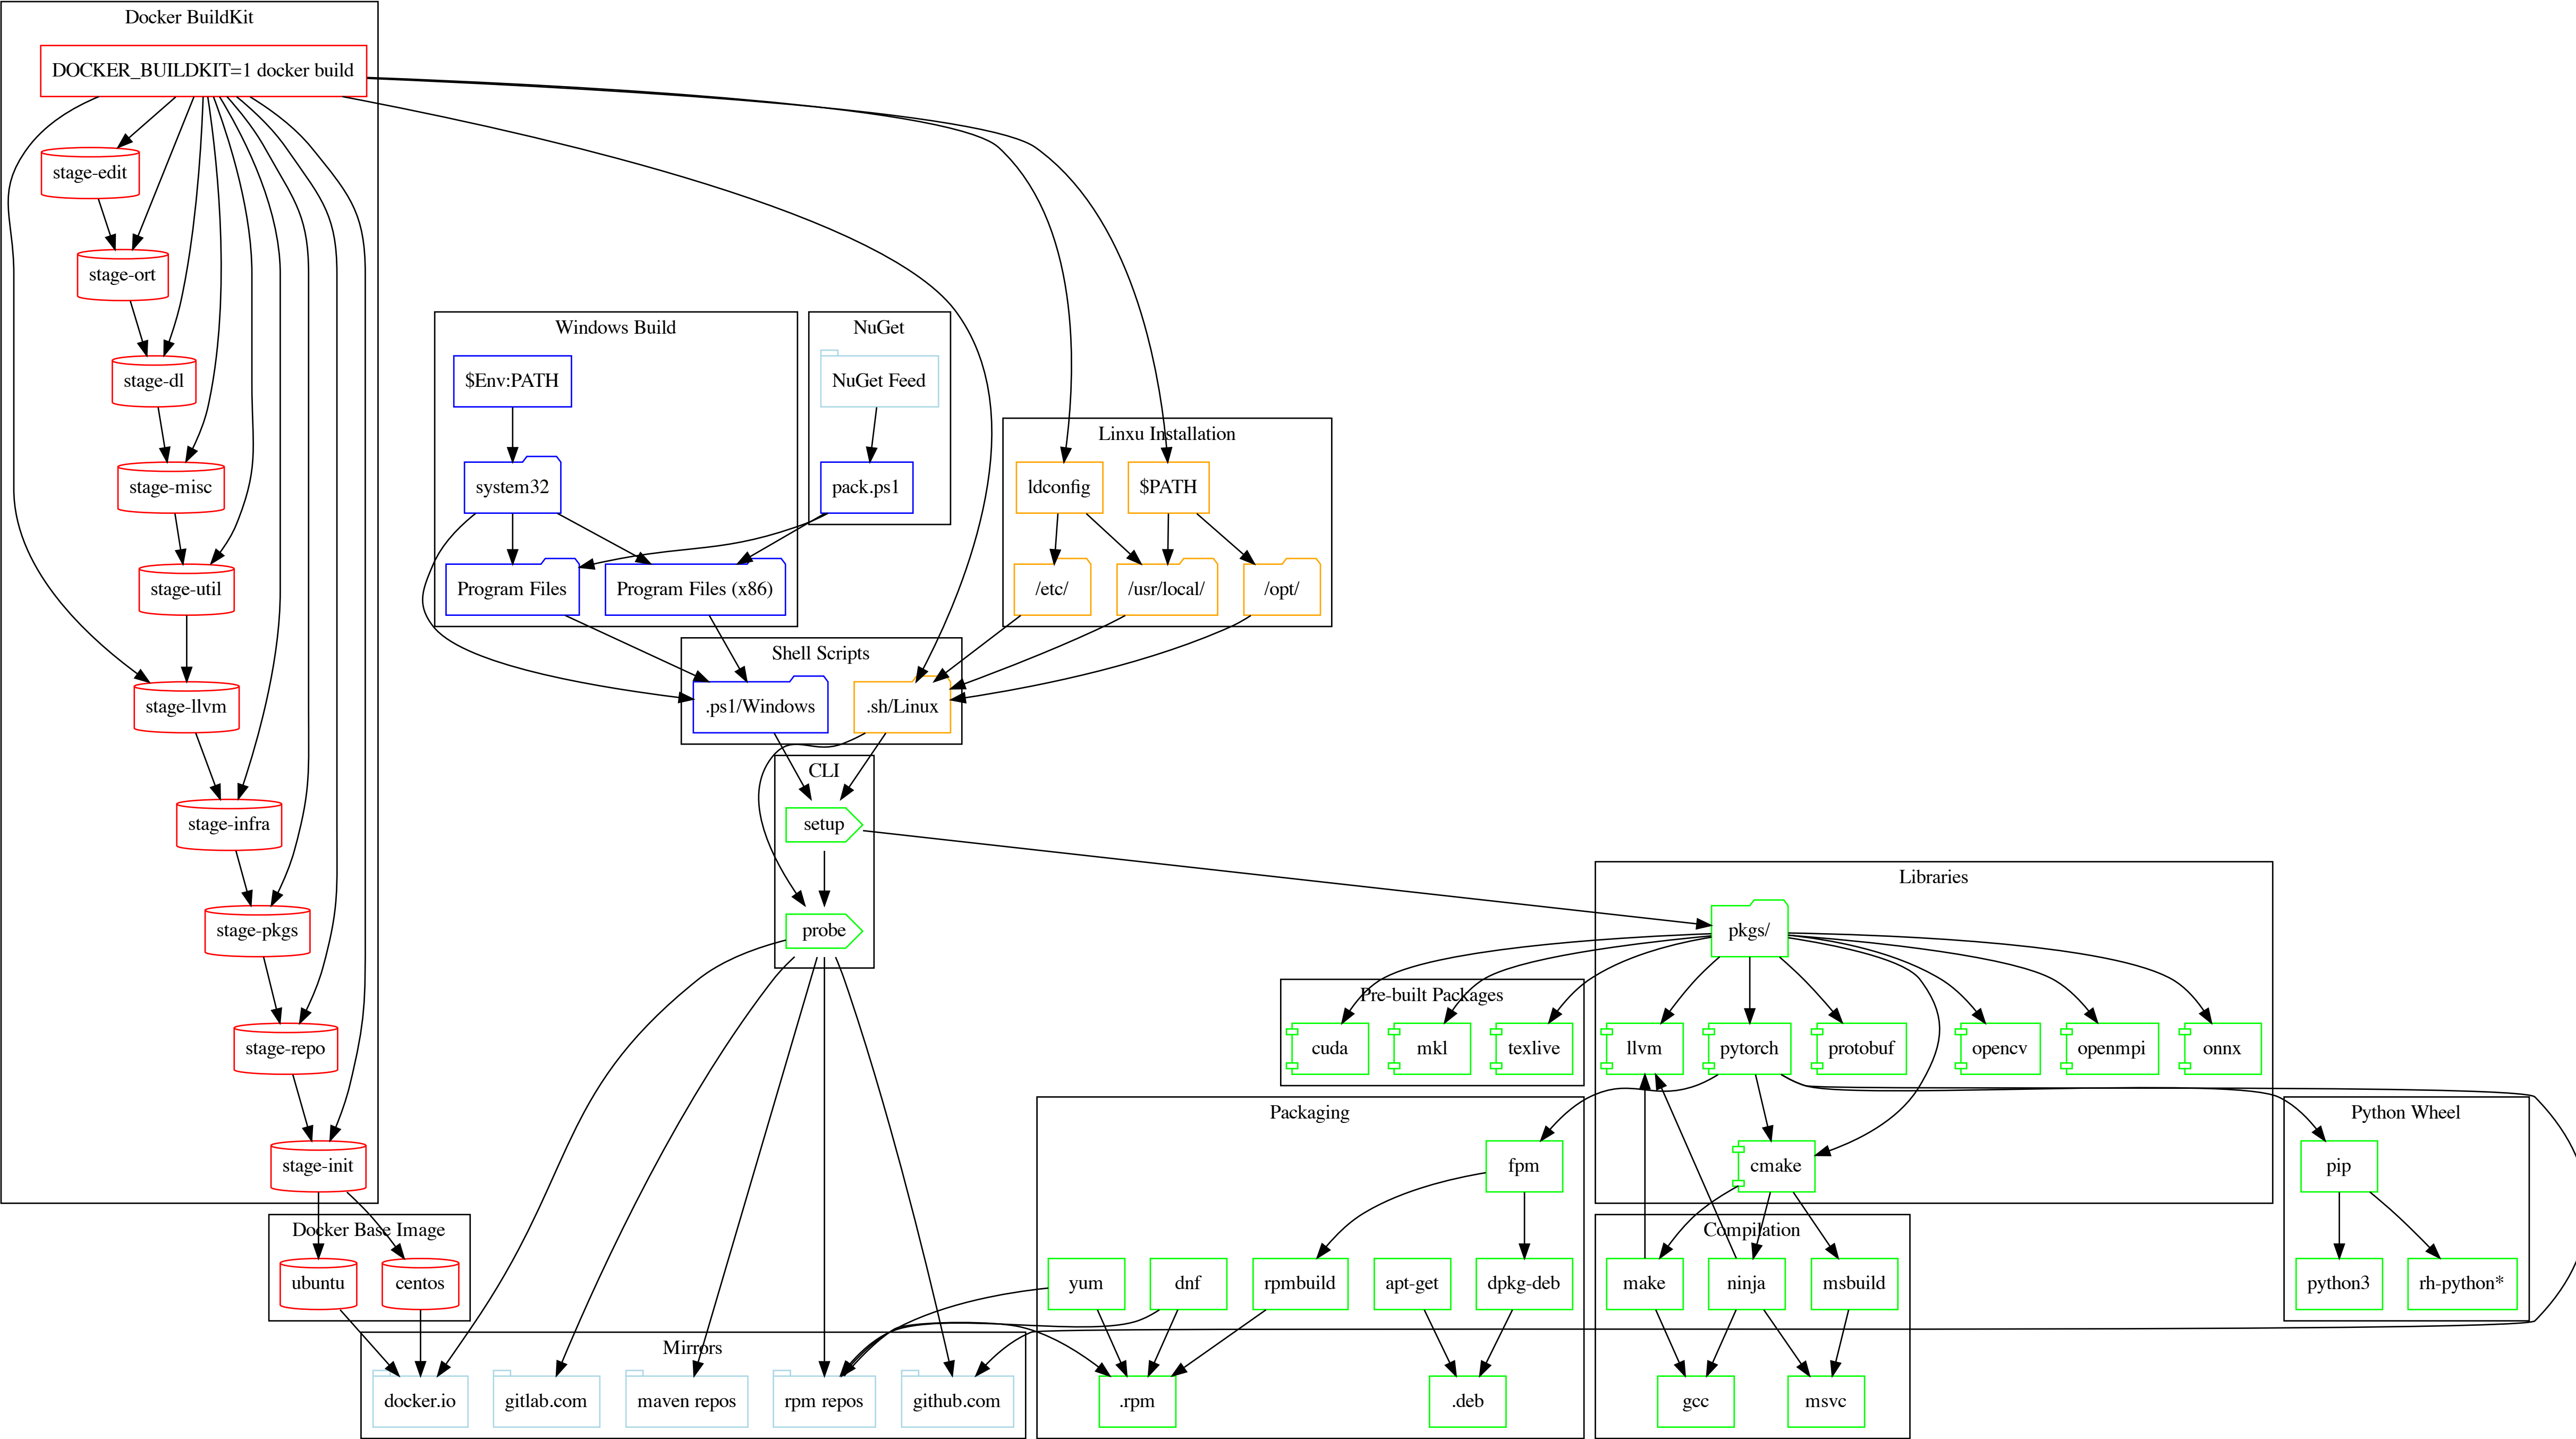 Docker BuildKit
DOCKER_BUILDKIT=1 docker build
stage-edit
stage-ort
stage-dl
stage-misc
stage-util
stage-llvm
stage-infra
stage-pkgs
stage-repo
stage-init
Docker Base Image
ubuntu
centos
Windows Build
$Env:PATH
system32
Program Files
Program Files (x86)
NuGet
NuGet Feed
pack.ps1
Linxu Installation
ldconfig
$PATH
/etc/
/usr/local/
/opt/
Shell Scripts
.ps1/Windows
.sh/Linux
CLI
setup
probe
Libraries
pkgs/
llvm
pytorch
protobuf
opencv
openmpi
onnx
cmake
Pre-built Packages
cuda
mkl
texlive
Packaging
fpm
yum
dnf
rpmbuild
apt-get
dpkg-deb
.rpm
.deb
Compilation
make
ninja
msbuild
gcc
msvc
Python Wheel
pip
python3
rh-python*
Mirrors
docker.io
gitlab.com
maven repos
rpm repos
github.com